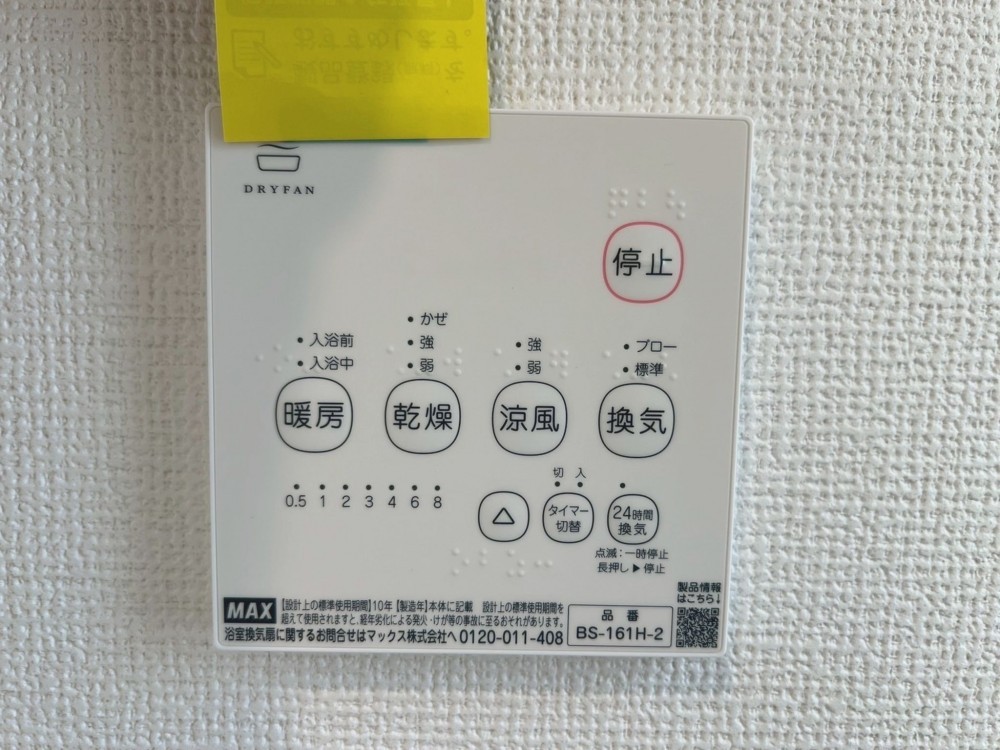 おすすめします。
DRYFAN
停止
かぜ
入浴前 強 強 ブロー
入浴中 弱 弱 標準
暖房 乾燥 涼風 換気
切 入
0.5 1 2 3 4 6 8
△ タイマー切替 24時間換気
点滅:一時停止
長押し▶停止
製品情報
はこちら↓
MAX
【設計上の標準使用期間】10年 【製造年】本体に記載 設計上の標準使用期間を
超えて使用されますと、経年劣化による発火・けが等の事故に至るおそれがあります。
浴室換気扇に関するお問合せはマックス株式会社へ 0120-011-408
品番
BS-161H-2